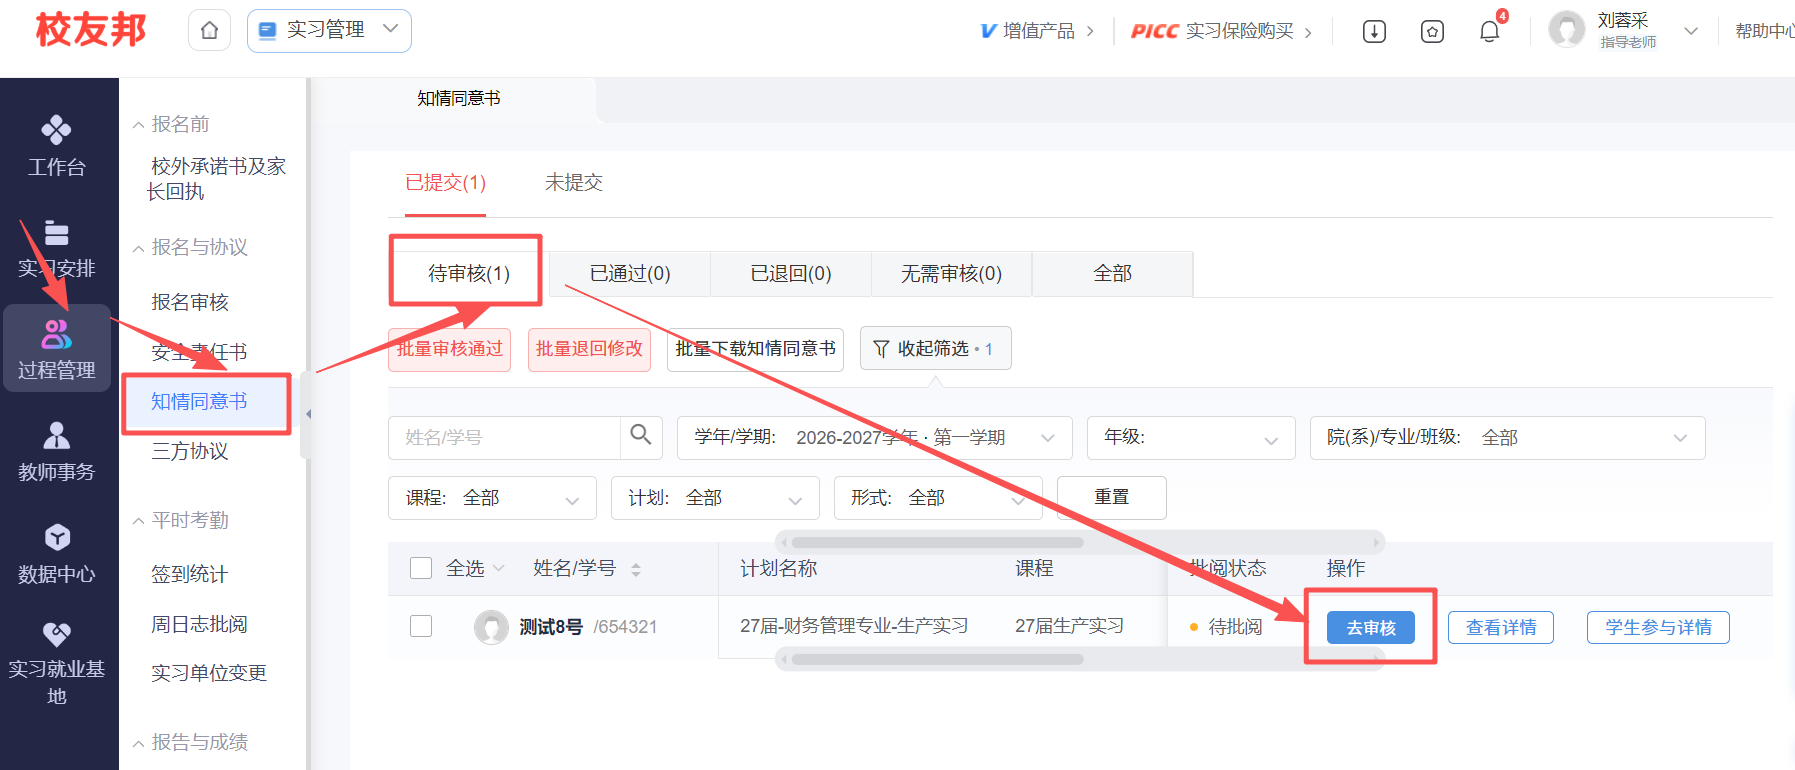 校友邦
实习管理
增值产品
PICC 实习保险购买
4
刘蓉采
指导老师
帮助中心
工作台
实习安排
过程管理
教师事务
数据中心
实习就业基
地
报名前
校外承诺书及家
长回执
报名与协议
报名审核
安全责任书
知情同意书
三方协议
平时考勤
签到统计
周日志批阅
实习单位变更
报告与成绩
知情同意书
已提交(1)
未提交
待审核(1)
已通过(0)
已退回(0)
无需审核(0)
全部
批量审核通过
批量退回修改
批量下载知情同意书
收起筛选 • 1
姓名/学号
学年/学期: 2026-2027学年 · 第一学期
年级:
院(系)/专业/班级: 全部
课程: 全部
计划: 全部
形式: 全部
重置
全选
姓名/学号
计划名称
课程
批阅状态
操作
测试8号 /654321
27届-财务管理专业-生产实习
27届生产实习
待批阅
去审核
查看详情
学生参与详情